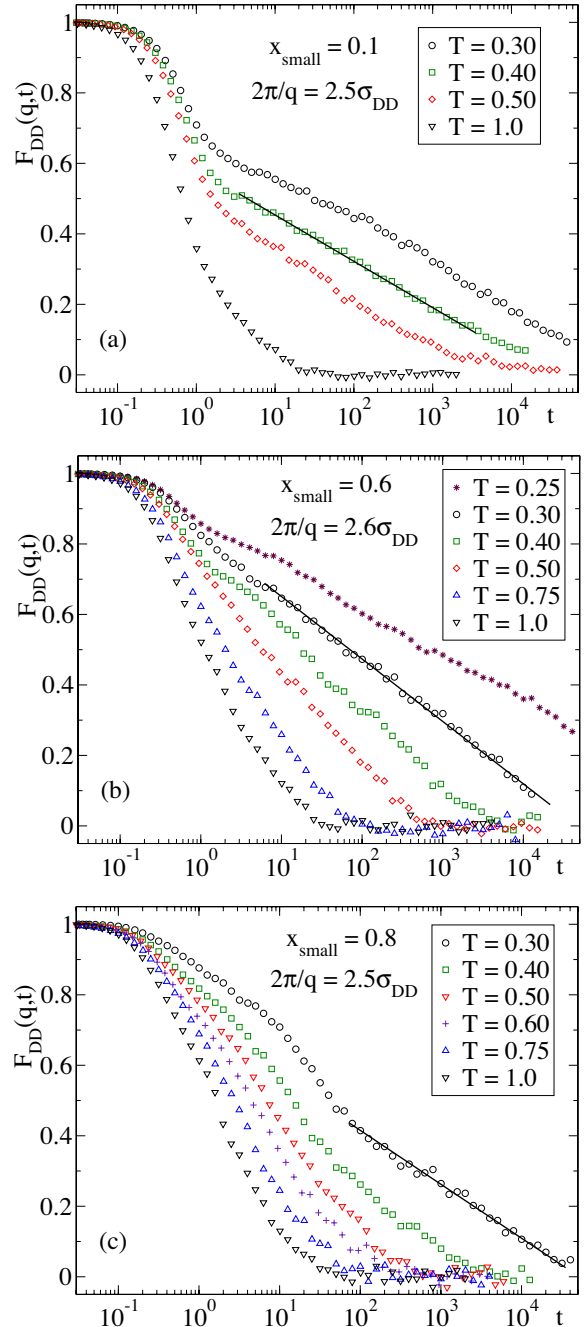 x_small = 0.1
2π/q = 2.5σ_DD
T = 0.30
T = 0.40
T = 0.50
T = 1.0
F_DD(q,t)
1
0.8
0.6
0.4
0.2
0
(a)
10^-1 10^0 10^1 10^2 10^3 10^4 t
x_small = 0.6
2π/q = 2.6σ_DD
T = 0.25
T = 0.30
T = 0.40
T = 0.50
T = 0.75
T = 1.0
F_DD(q,t)
1
0.8
0.6
0.4
0.2
0
(b)
10^-1 10^0 10^1 10^2 10^3 10^4 t
x_small = 0.8
2π/q = 2.5σ_DD
T = 0.30
T = 0.40
T = 0.50
T = 0.60
T = 0.75
T = 1.0
F_DD(q,t)
1
0.8
0.6
0.4
0.2
0
(c)
10^-1 10^0 10^1 10^2 10^3 t 10^4